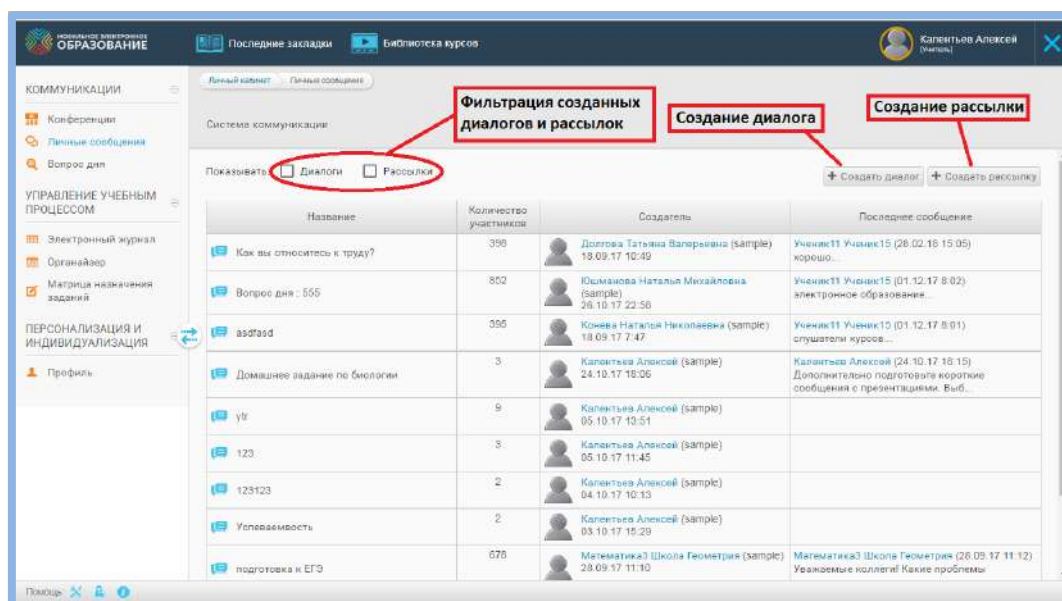 МОБИЛЬНОЕ ЭЛЕКТРОННОЕ
ОБРАЗОВАНИЕ
Последние закладки
Библиотека курсов
Капентьев Алексей
(Учитель)
КОММУНИКАЦИИ
Конференции
Личные сообщения
Вопрос дня
УПРАВЛЕНИЕ УЧЕБНЫМ
ПРОЦЕССОМ
Электронный журнал
Органайзер
Матрица назначения
заданий
ПЕРСОНАЛИЗАЦИЯ И
ИНДИВИДУАЛИЗАЦИЯ
Профиль
Личный кабинет
Личные сообщения
Система коммуникации
Фильтрация созданных
диалогов и рассылок
Создание диалога
Создание рассылки
Показывать:
Диалоги
Рассылки
+ Создать диалог
+ Создать рассылку
Название
Количество
участников
Создатель
Последнее сообщение
Как вы относитесь к труду?
398
Долгова Татьяна Валерьевна (sample)
18.09.17 10:49
Ученик11 Ученик15 (28.02.18 15:05)
хорошо...
Вопрос дня : 555
852
Юшманова Наталья Михайловна
(sample)
26.10.17 22:58
Ученик11 Ученик15 (01.12.17 8:02)
электронное образование...
asdfasd
395
Конева Наталья Николаевна (sample)
18.09.17 7:47
Ученик11 Ученик15 (01.12.17 8:01)
слушатели курсов...
Домашнее задание по биологии
3
Капентьев Алексей (sample)
24.10.17 18:06
Капентьев Алексей (24.10.17 18:15)
Дополнительно подготовьте короткие
сообщения с презентациями. Выб...
ytr
9
Капентьев Алексей (sample)
05.10.17 13:51
123
3
Капентьев Алексей (sample)
05.10.17 11:45
123123
2
Капентьев Алексей (sample)
04.10.17 10:13
Успеваемость
2
Капентьев Алексей (sample)
03.10.17 15:29
подготовка к ЕГЭ
678
Математика3 Школа Геометрия (sample)
28.09.17 11:10
Математика3 Школа Геометрия (28.09.17 11:12)
Уважаемые коллеги! Какие проблемы
Помощь